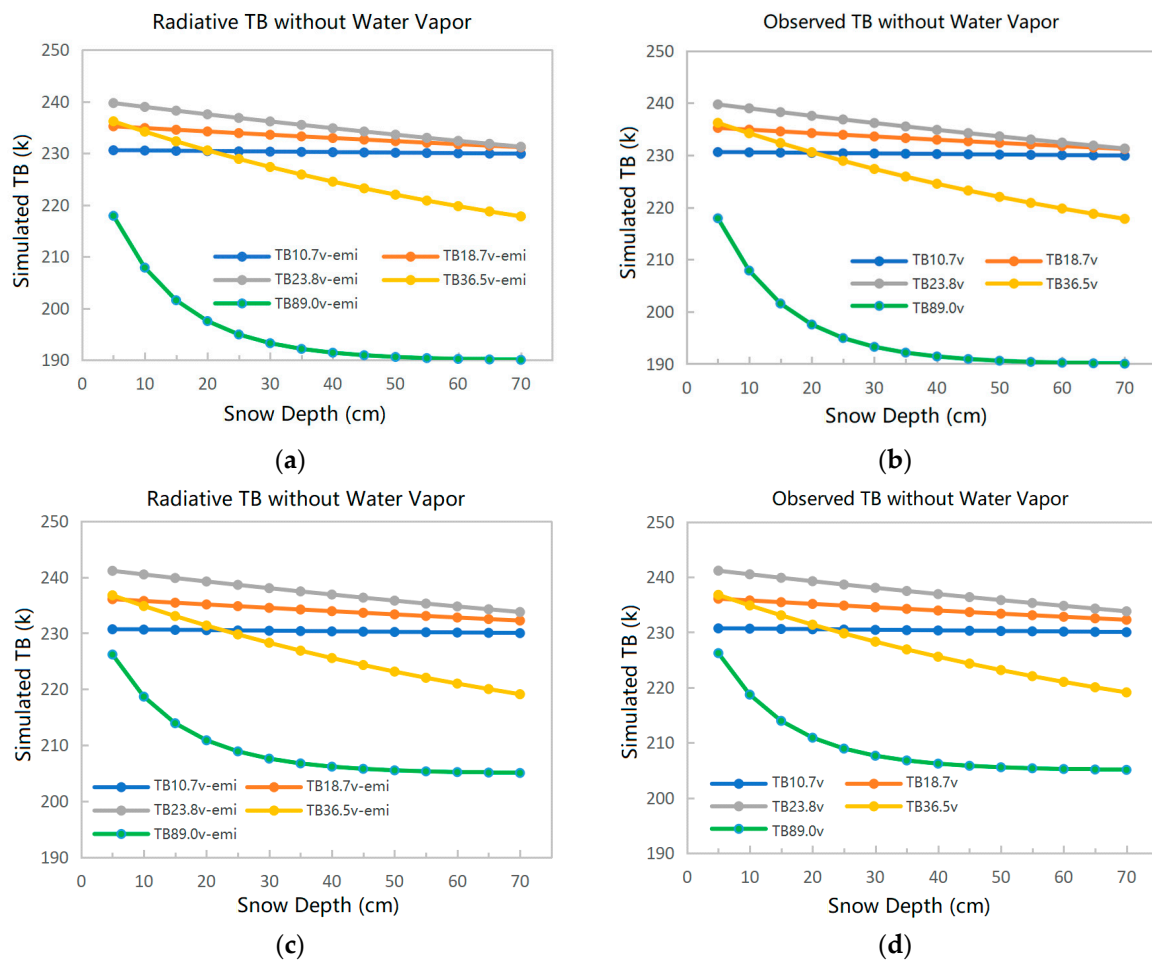 Radiative TB without Water Vapor
250
240
230
220
210
200
190
Simulated TB (k)
TB10.7v-emi TB18.7v-emi
TB23.8v-emi TB36.5v-emi
TB89.0v-emi
0 10 20 30 40 50 60 70
Snow Depth (cm)
(a)
Observed TB without Water Vapor
250
240
230
220
210
200
190
Simulated TB (k)
TB10.7v TB18.7v
TB23.8v TB36.5v
TB89.0v
0 10 20 30 40 50 60 70
Snow Depth (cm)
(b)
Radiative TB without Water Vapor
250
240
230
220
210
200
190
Simulated TB (k)
TB10.7v-emi TB18.7v-emi
TB23.8v-emi TB36.5v-emi
TB89.0v-emi
0 10 20 30 40 50 60 70
Snow Depth (cm)
(c)
Observed TB without Water Vapor
250
240
230
220
210
200
190
Simulated TB (k)
TB10.7v TB18.7v
TB23.8v TB36.5v
TB89.0v
0 10 20 30 40 50 60 70
Snow Depth (cm)
(d)